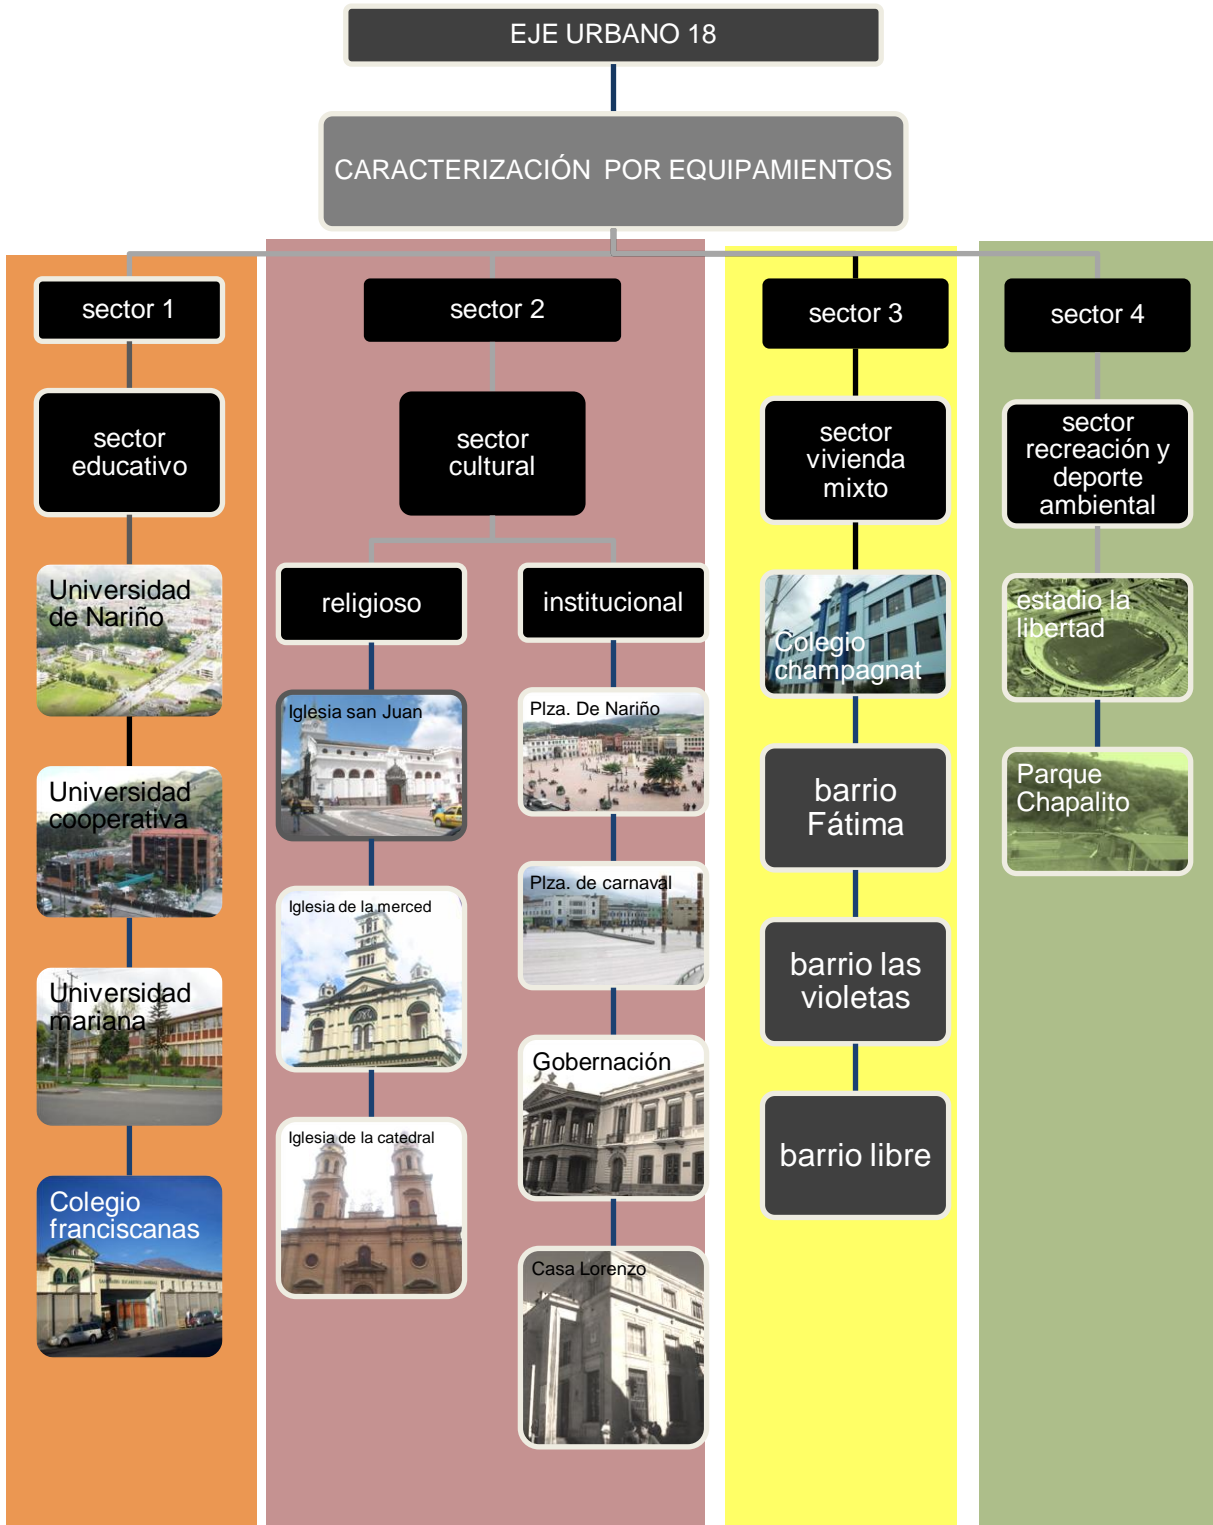 EJE URBANO 18
CARACTERIZACIÓN POR EQUIPAMIENTOS
sector 1
sector
educativo
Universidad
de Nariño
Universidad
cooperativa
Universidad
mariana
Colegio
franciscanas
sector 2
sector
cultural
religioso
Iglesia san Juan
Iglesia de la merced
Iglesia de la catedral
institucional
Plza. De Nariño
Plza. de carnaval
Gobernación
Casa Lorenzo
sector 3
sector
vivienda
mixto
Colegio
champagnat
barrio
Fátima
barrio las
violetas
barrio libre
sector 4
sector
recreación y
deporte
ambiental
estadio la
libertad
Parque
Chapalito